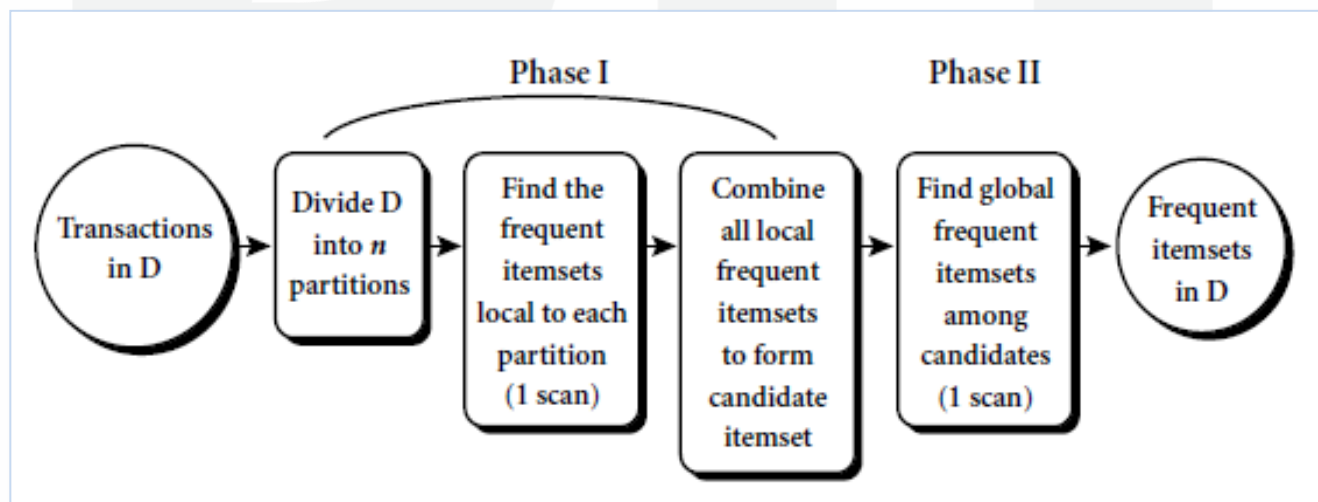 Phase I
Phase II
Transactions
in D
Divide D
into n
partitions
Find the
frequent
itemsets
local to each
partition
(1 scan)
Combine
all local
frequent
itemsets
to form
candidate
itemset
Find global
frequent
itemsets
among
candidates
(1 scan)
Frequent
itemsets
in D